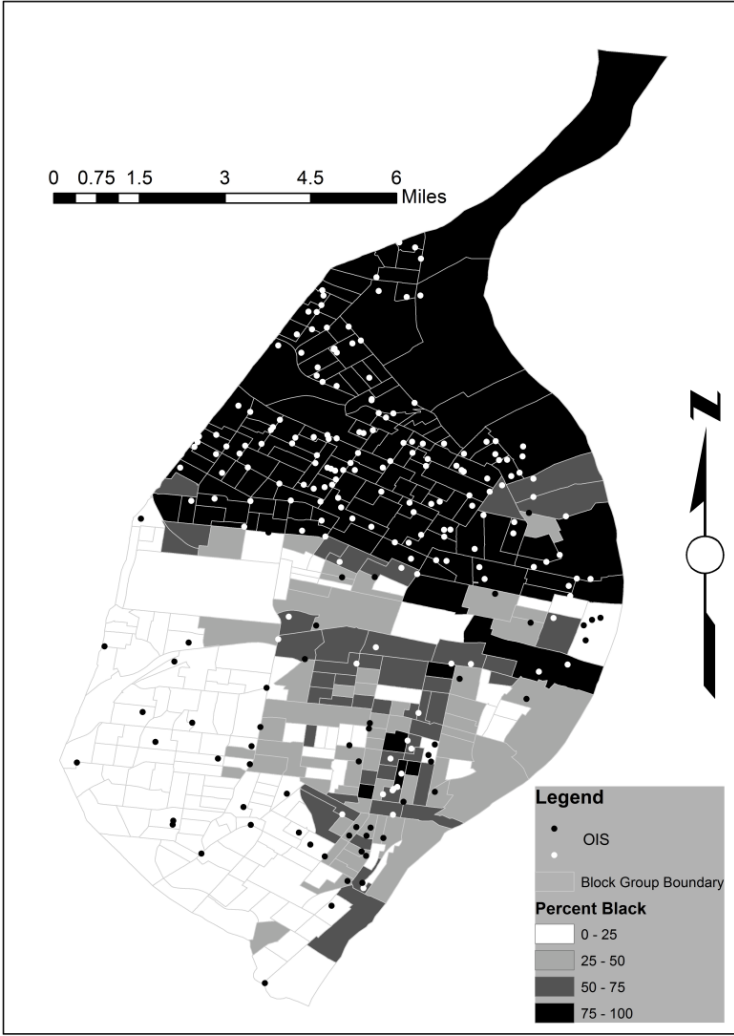 0 0.75 1.5 3 4.5 6
Miles
N
Legend
OIS
Block Group Boundary
Percent Black
0 - 25
25 - 50
50 - 75
75 - 100